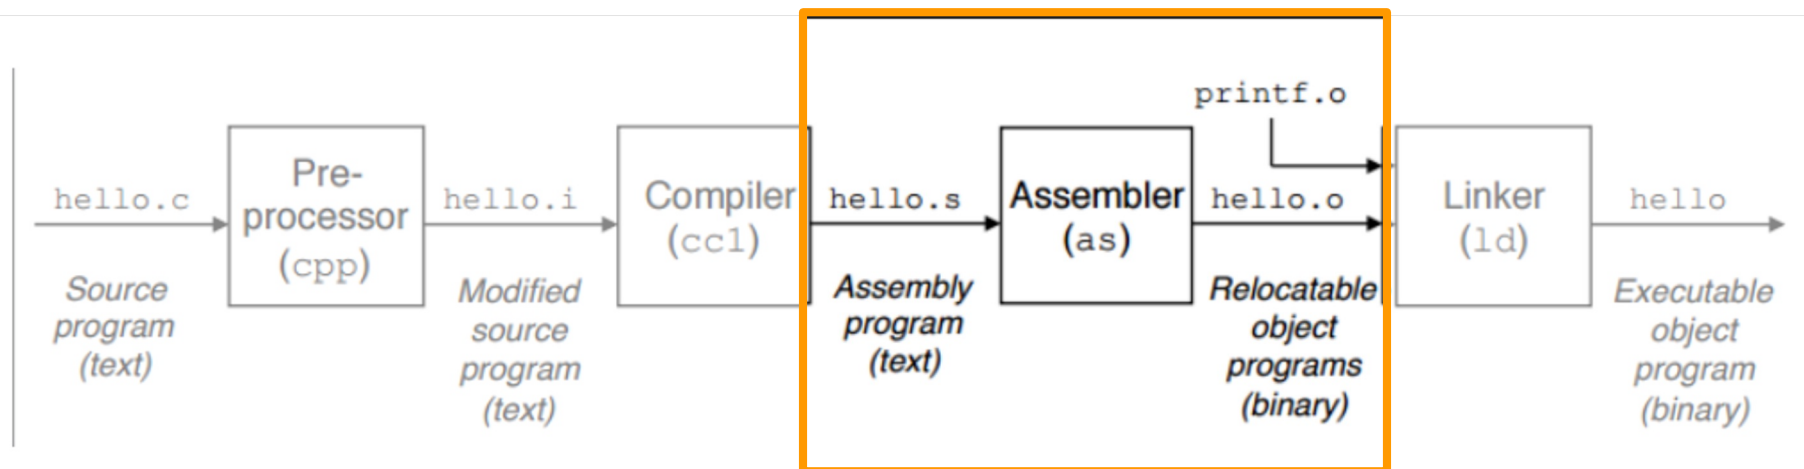 printf.o
hello.c
Pre-
processor
(cpp)
hello.i
Compiler
(cc1)
hello.s
Assembler
(as)
hello.o
Linker
(ld)
hello
Source
program
(text)
Modified
source
program
(text)
Assembly
program
(text)
Relocatable
object
programs
(binary)
Executable
object
program
(binary)